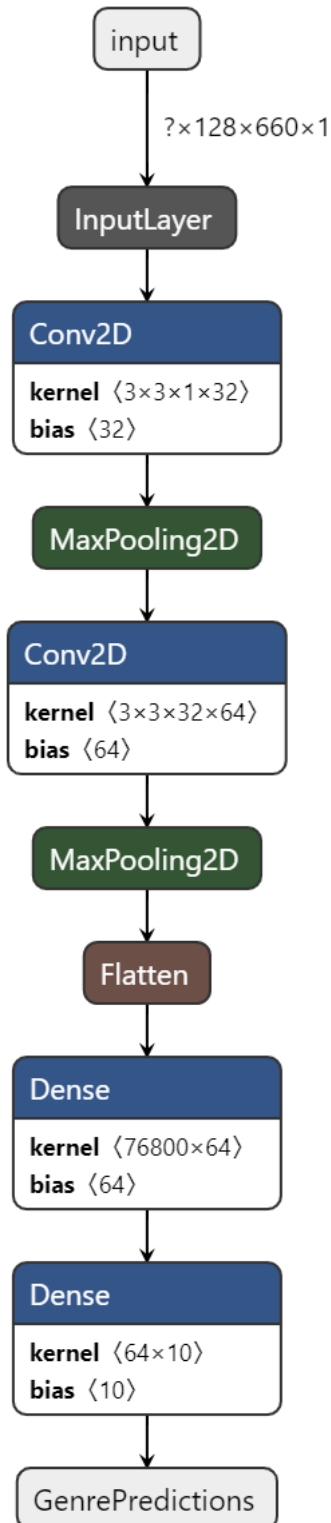 input
?×128×660×1
InputLayer
Conv2D
kernel 〈3×3×1×32〉
bias 〈32〉
MaxPooling2D
Conv2D
kernel 〈3×3×32×64〉
bias 〈64〉
MaxPooling2D
Flatten
Dense
kernel 〈76800×64〉
bias 〈64〉
Dense
kernel 〈64×10〉
bias 〈10〉
GenrePredictions